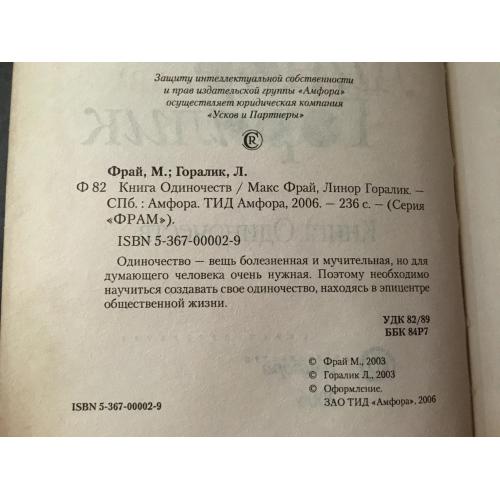 Защиту интеллектуальной собственности
и прав издательской группы «Амфора»
осуществляет юридическая компания
«Усков и Партнеры»
®
Фрай, М.; Горалик, Л.
Ф 82 Книга Одиночеств / Макс Фрай, Линор Горалик. —
СПб. : Амфора. ТИД Амфора, 2006. — 236 с. — (Серия
«ФРАМ»).
ISBN 5-367-00002-9
Одиночество — вещь болезненная и мучительная, но для
думающего человека очень нужная. Поэтому необходимо
научиться создавать свое одиночество, находясь в эпицентре
общественной жизни.
УДК 82/89
ББК 84Р7
© Фрай М., 2003
© Горалик Л., 2003
© Оформление.
ЗАО ТИД «Амфора», 2006
ISBN 5-367-00002-9